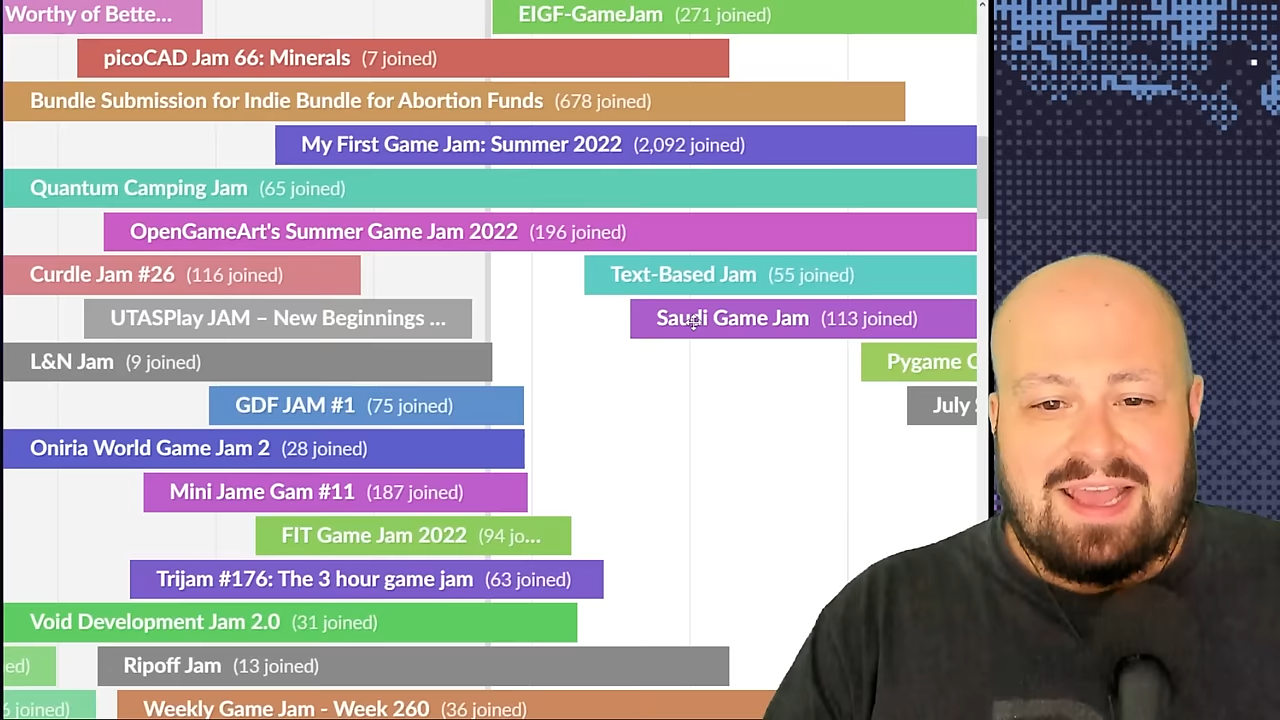 Worthy of Bette...
EIGF-GameJam (271 joined)
picoCAD Jam 66: Minerals (7 joined)
Bundle Submission for Indie Bundle for Abortion Funds (678 joined)
My First Game Jam: Summer 2022 (2,092 joined)
Quantum Camping Jam (65 joined)
OpenGameArt's Summer Game Jam 2022 (196 joined)
Curdle Jam #26 (116 joined)
Text-Based Jam (55 joined)
UTASPlay JAM – New Beginnings ...
Saudi Game Jam (113 joined)
L&N Jam (9 joined)
Pygame
GDF JAM #1 (75 joined)
July
Oniria World Game Jam 2 (28 joined)
Mini Jame Gam #11 (187 joined)
FIT Game Jam 2022 (94 jo...
Trijam #176: The 3 hour game jam (63 joined)
Void Development Jam 2.0 (31 joined)
ed)
Ripoff Jam (13 joined)
6 joined)
Weekly Game Jam - Week 260 (36 joined)